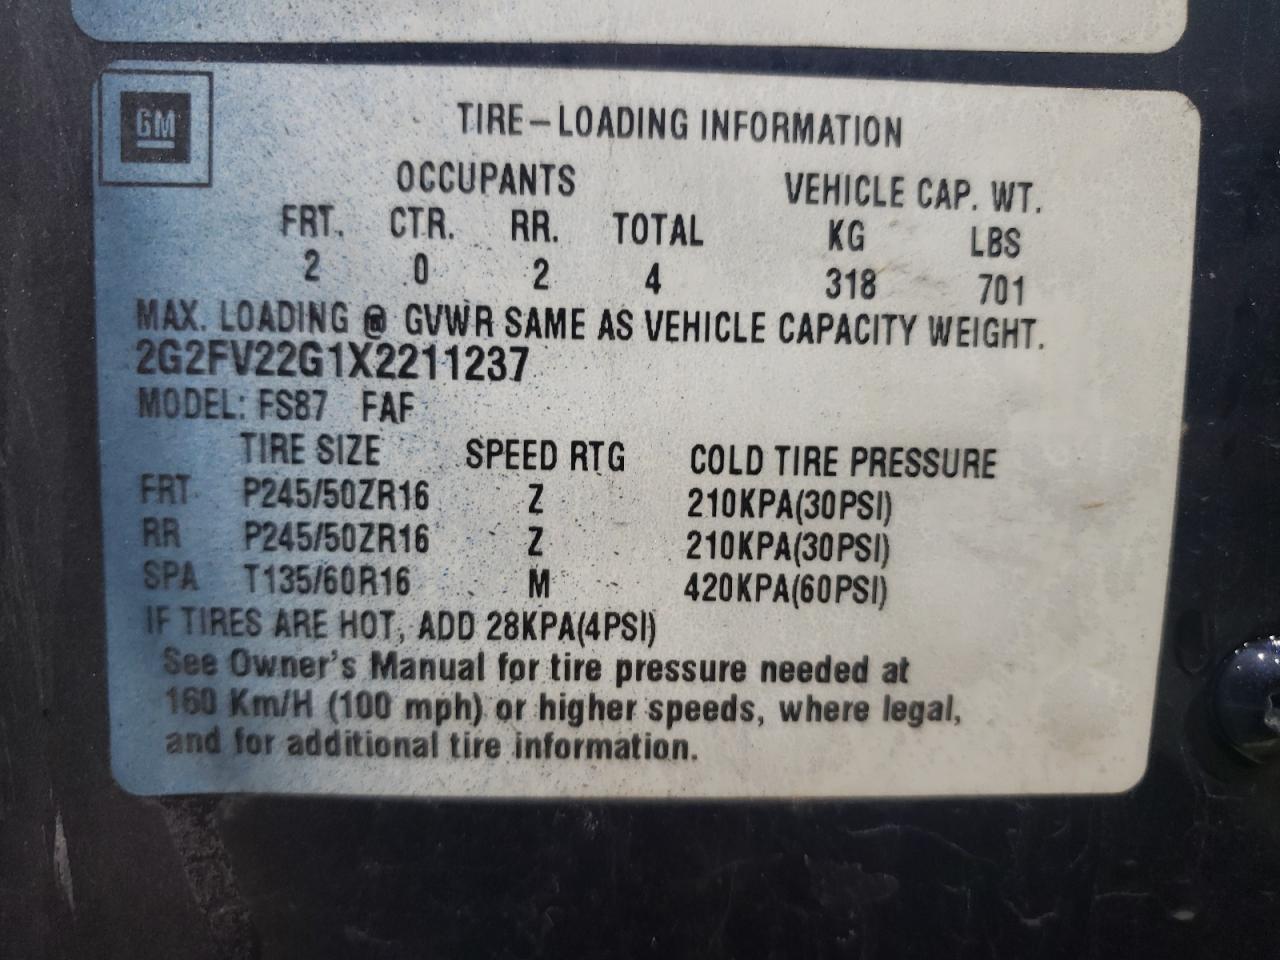 GM
TIRE-LOADING INFORMATION
OCCUPANTS VEHICLE CAP. WT.
FRT. CTR. RR. TOTAL KG LBS
2 0 2 4 318 701
MAX. LOADING @ GVWR SAME AS VEHICLE CAPACITY WEIGHT.
2G2FV22G1X2211237
MODEL: FS87 FAF
TIRE SIZE SPEED RTG COLD TIRE PRESSURE
FRT P245/50ZR16 Z 210KPA(30PSI)
RR P245/50ZR16 Z 210KPA(30PSI)
SPA T135/60R16 M 420KPA(60PSI)
IF TIRES ARE HOT, ADD 28KPA(4PSI)
See Owner's Manual for tire pressure needed at
160 Km/H (100 mph) or higher speeds, where legal,
and for additional tire information.